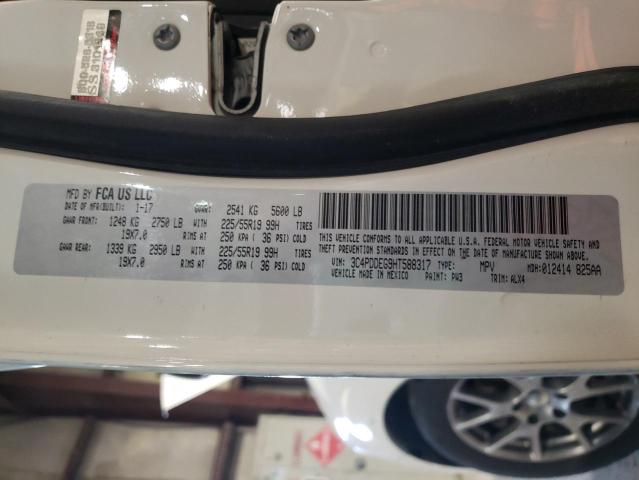 MFD BY FCA US LLC
DATE OF MFR(BUILT): 1-17 GVWR: 2541 KG 5600 LB
GAWR FRONT: 1248 KG 2750 LB WITH 225/55R19 99H TIRES
19X7.0 RIMS AT 250 KPA ( 36 PSI) COLD
GAWR REAR: 1339 KG 2950 LB WITH 225/55R19 99H TIRES
19X7.0 RIMS AT 250 KPA ( 36 PSI) COLD
THIS VEHICLE CONFORMS TO ALL APPLICABLE U.S.A. FEDERAL MOTOR VEHICLE SAFETY AND
THEFT PREVENTION STANDARDS IN EFFECT ON THE DATE OF MANUFACTURE SHOWN ABOVE.
VIN: 3C4PDDEG9HT588317 TYPE: MPV MDH: 012414 825AA
VEHICLE MADE IN MEXICO PAINT: PW3 TRIM: ALX4